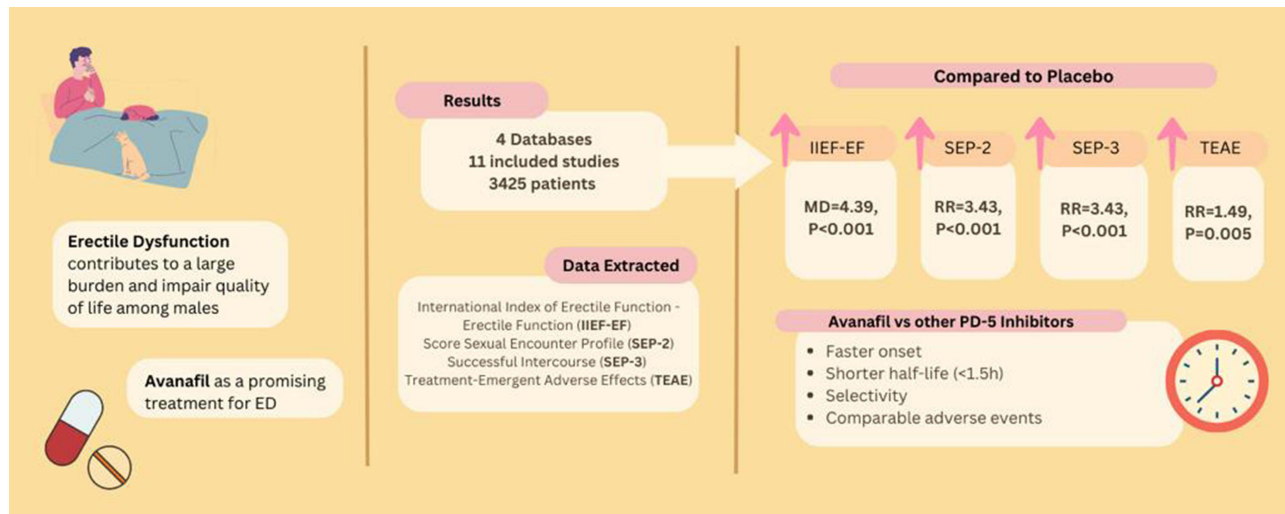 Erectile Dysfunction
contributes to a large
burden and impair quality
of life among males
Avanafil as a promising
treatment for ED
Results
4 Databases
11 included studies
3425 patients
Data Extracted
International Index of Erectile Function -
Erectile Function (IIEF-EF)
Score Sexual Encounter Profile (SEP-2)
Successful Intercourse (SEP-3)
Treatment-Emergent Adverse Effects (TEAE)
Compared to Placebo
IIEF-EF
MD=4.39,
P<0.001
SEP-2
RR=3.43,
P<0.001
SEP-3
RR=3.43,
P<0.001
TEAE
RR=1.49,
P=0.005
Avanafil vs other PD-5 Inhibitors
• Faster onset
• Shorter half-life (<1.5h)
• Selectivity
• Comparable adverse events